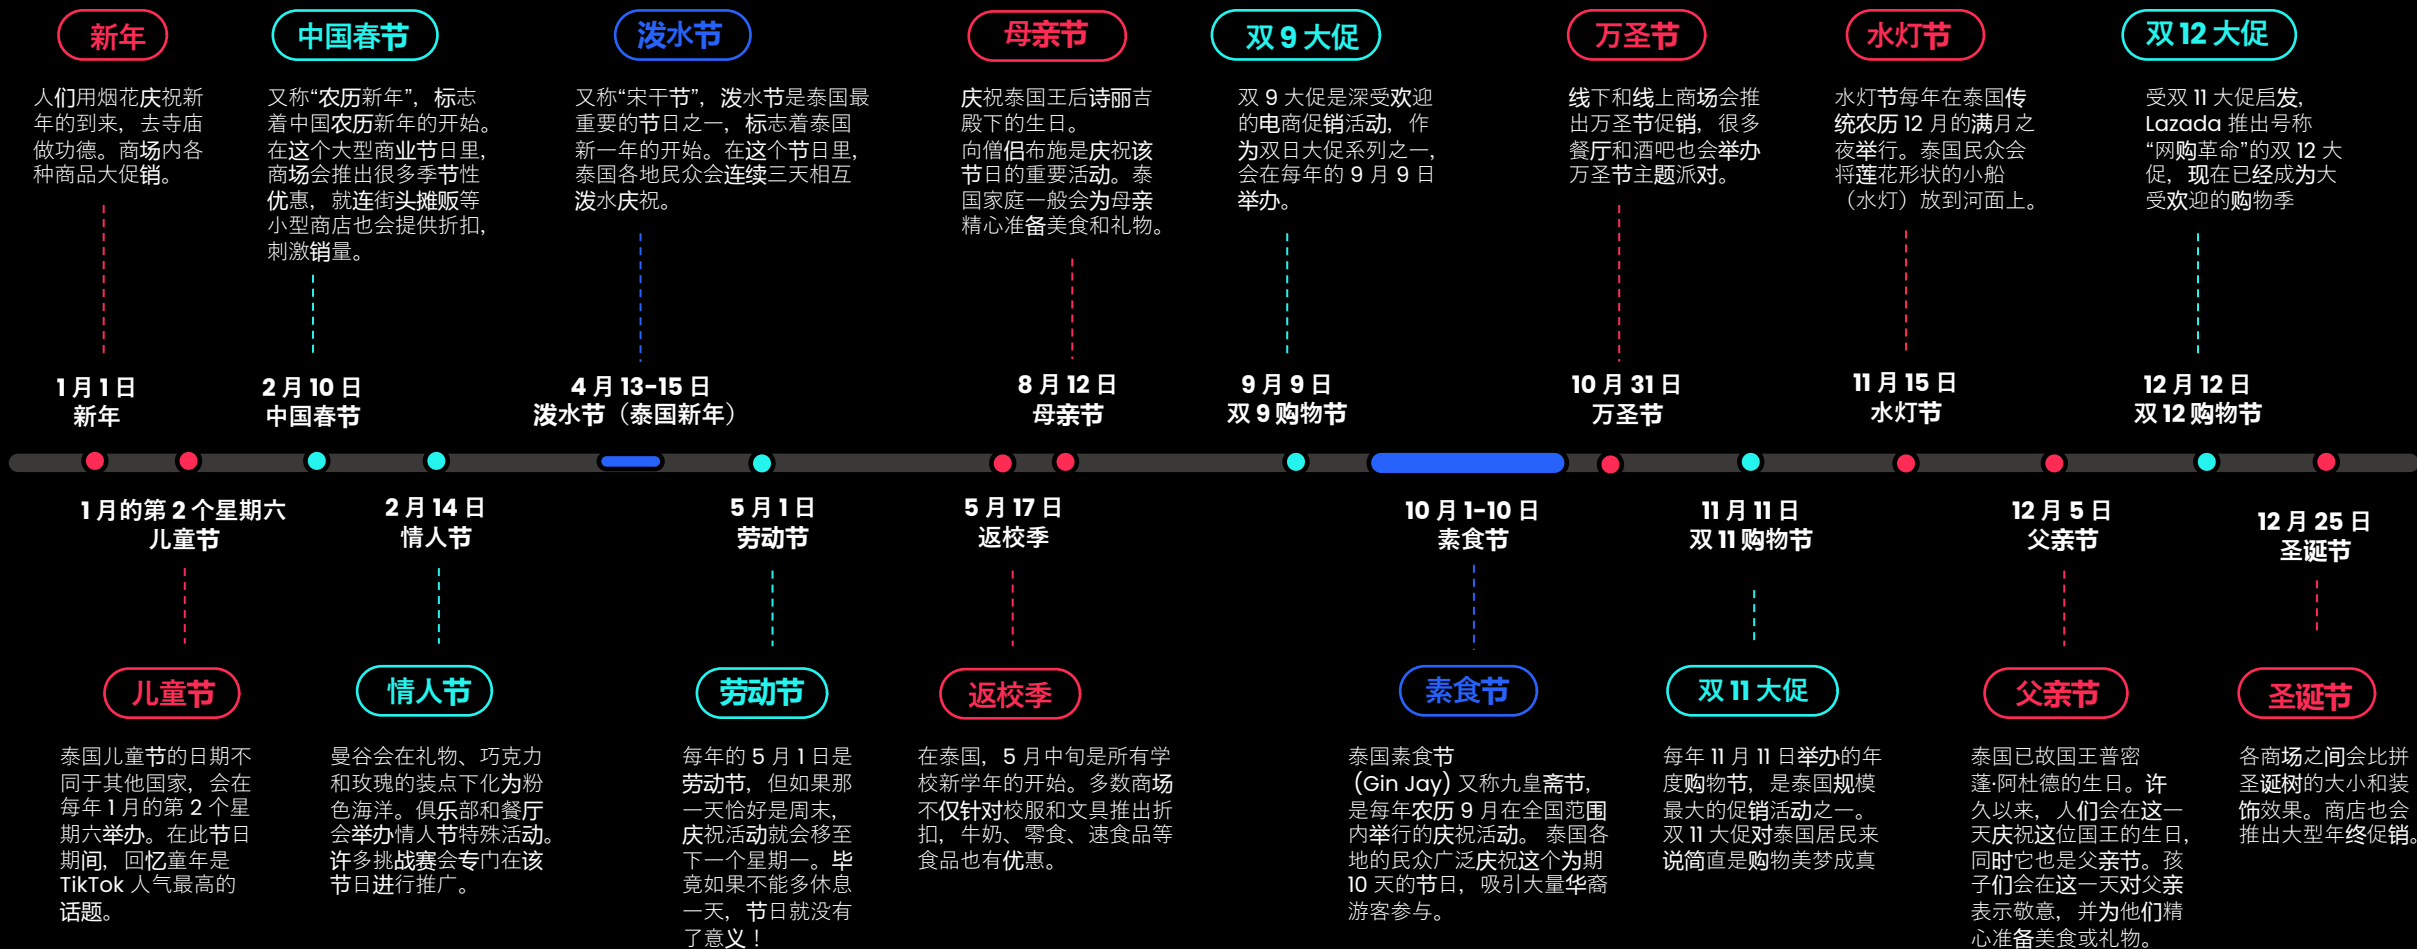 新年
人们用烟花庆祝新
年的到来，去寺庙
做功德。商场内各
种商品大促销。
1 月 1 日
新年
中国春节
又称“农历新年”，标志
着中国农历新年的开始。
在这个大型商业节日里，
商场会推出很多季节性
优惠，就连街头摊贩等
小型商店也会提供折扣，
刺激销量。
2 月 10 日
中国春节
泼水节
又称“宋干节”，泼水节是泰国最
重要的节日之一，标志着泰国
新一年的开始。在这个节日里，
泰国各地民众会连续三天相互
泼水庆祝。
4 月 13-15 日
泼水节（泰国新年）
母亲节
庆祝泰国王后诗丽吉
殿下的生日。
向僧侣布施是庆祝该
节日的重要活动。泰
国家庭一般会为母亲
精心准备美食和礼物。
8 月 12 日
母亲节
双 9 大促
双 9 大促是深受欢迎
的电商促销活动，作
为双日大促系列之一，
会在每年的 9 月 9 日
举办。
9 月 9 日
双 9 购物节
万圣节
线下和线上商场会推
出万圣节促销，很多
餐厅和酒吧也会举办
万圣节主题派对。
10 月 31 日
万圣节
水灯节
水灯节每年在泰国传
统农历 12 月的满月之
夜举行。泰国民众会
将莲花形状的小船
（水灯）放到河面上。
11 月 15 日
水灯节
双 12 大促
受双 11 大促启发，
Lazada 推出号称
“网购革命”的双 12 大
促，现在已经成为大
受欢迎的购物季
12 月 12 日
双 12 购物节
1 月的第 2 个星期六
儿童节
儿童节
泰国儿童节的日期不
同于其他国家，会在
每年 1 月的第 2 个星
期六举办。在此节日
期间，回忆童年是
TikTok 人气最高的
话题。
2 月 14 日
情人节
情人节
曼谷会在礼物、巧克力
和玫瑰的装点下化为粉
色海洋。俱乐部和餐厅
会举办情人节特殊活动。
许多挑战赛会专门在该
节日进行推广。
5 月 1 日
劳动节
劳动节
每年的 5 月 1 日是
劳动节，但如果那
一天恰好是周末，
庆祝活动就会移至
下一个星期一。毕
竟如果不能多休息
一天，节日就没有
了意义！
5 月 17 日
返校季
返校季
在泰国，5 月中旬是所有学
校新学年的开始。多数商场
不仅针对校服和文具推出折
扣，牛奶、零食、速食品等
食品也有优惠。
10 月 1-10 日
素食节
素食节
泰国素食节
(Gin Jay) 又称九皇斋节，
是每年农历 9 月在全国范围
内举行的庆祝活动。 泰国各
地的民众广泛庆祝这个为期
10 天的节日，吸引大量华裔
游客参与。
11 月 11 日
双 11 购物节
双 11 大促
每年 11 月 11 日举办的年
度购物节，是泰国规模
最大的促销活动之一。
双 11 大促对泰国居民来
说简直是购物美梦成真
12 月 5 日
父亲节
父亲节
泰国已故国王普密
蓬·阿杜德的生日。许
久以来，人们会在这一
天庆祝这位国王的生日，
同时它也是父亲节。孩
子们会在这一天对父亲
表示敬意，并为他们精
心准备美食或礼物。
12 月 25 日
圣诞节
圣诞节
各商场之间会比拼
圣诞树的大小和装
饰效果。商店也会
推出大型年终促销。